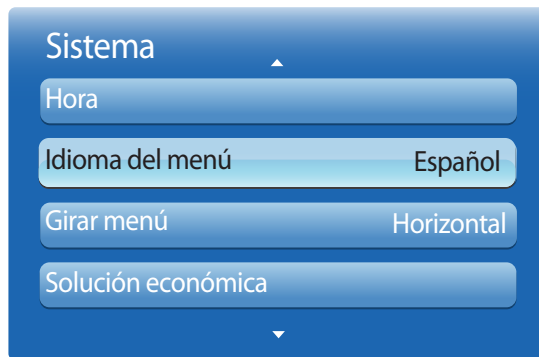 Sistema
Hora
Idioma del menú Español
Girar menú Horizontal
Solución económica